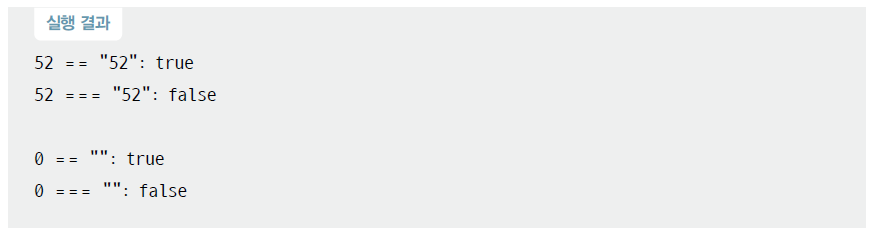 실행 결과
52 == "52": true
52 === "52": false
0 == "": true
0 === "": false